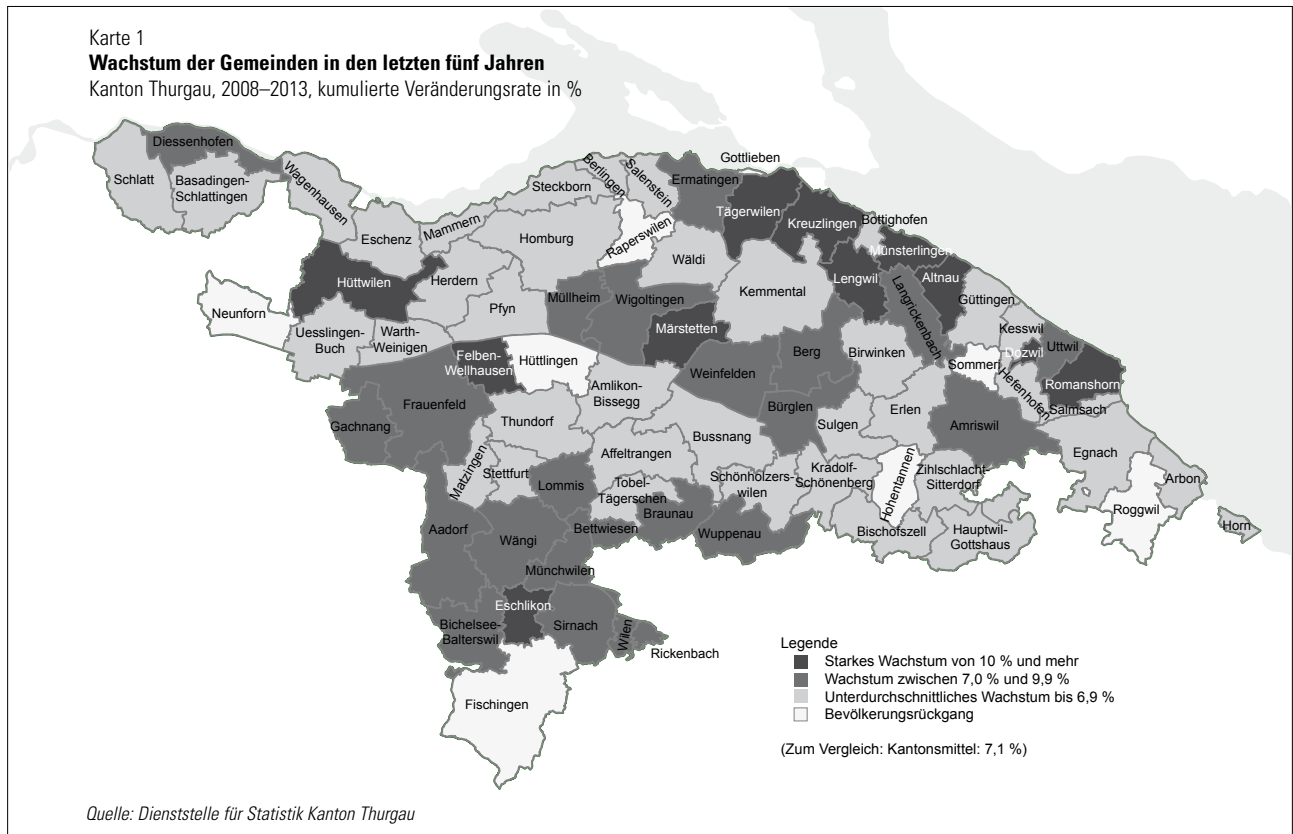 Karte 1
Wachstum der Gemeinden in den letzten fünf Jahren
Kanton Thurgau, 2008–2013, kumulierte Veränderungsrate in %
Diessenhofen
Schlatt
Basadingen-
Schlattingen
Wagenhausen
Eschenz
Mammern
Steckborn
Berlingen
Salenstein
Ermatingen
Gottlieben
Tägerwilen
Kreuzlingen
Bottighofen
Münsterlingen
Raperswilen
Homburg
Wäldi
Hüttwilen
Herdern
Kemmental
Lengwil
Altnau
Langrickenbach
Güttingen
Neunforn
Pfyn
Müllheim
Wigoltingen
Kesswil
Uesslingen-
Buch
Warth-
Weinigen
Märstetten
Uttwil
Dozwil
Felben-
Wellhausen
Hüttlingen
Berg
Birwinken
Sommeri
Hefenhofen
Romanshorn
Salmsach
Weinfelden
Amlikon-
Bissegg
Frauenfeld
Gachnang
Thundorf
Bürglen
Sulgen
Erlen
Amriswil
Bussnang
Egnach
Matzingen
Stettfurt
Affeltrangen
Lommis
Tobel-
Tägerschen
Schönholzers-
wilen
Kradolf-
Schönenberg
Hohentannen
Zihlschlacht-
Sitterdorf
Arbon
Roggwil
Horn
Braunau
Bettwiesen
Wuppenau
Bischofszell
Hauptwil-
Gottshaus
Aadorf
Wängi
Münchwilen
Eschlikon
Bichelsee-
Balterswil
Sirnach
Wilen
Rickenbach
Fischingen
Legende
Starkes Wachstum von 10 % und mehr
Wachstum zwischen 7,0 % und 9,9 %
Unterdurchschnittliches Wachstum bis 6,9 %
Bevölkerungsrückgang
(Zum Vergleich: Kantonsmittel: 7,1 %)
Quelle: Dienststelle für Statistik Kanton Thurgau